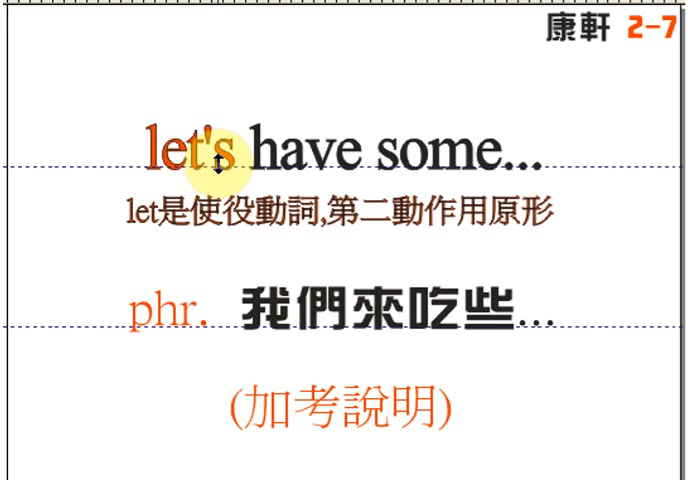 康軒 2-7
let's have some...
let是使役動詞,第二動作用原形
phr. 我們來吃些...
(加考說明)